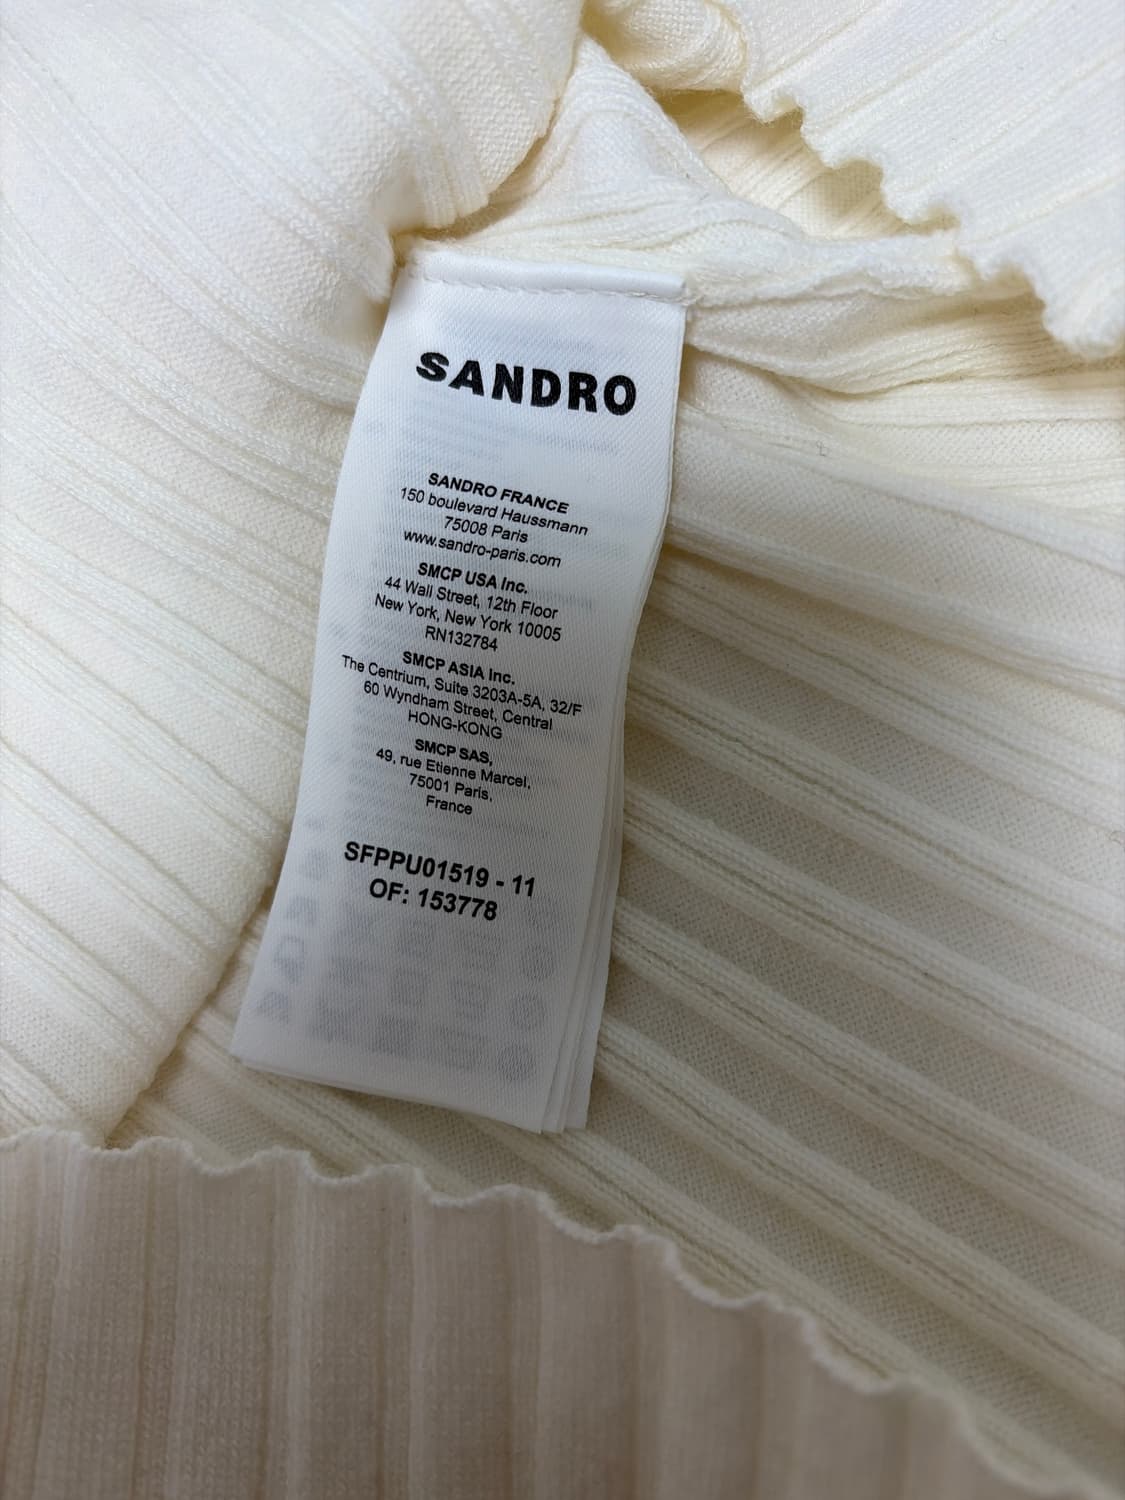 SANDRO
SANDRO FRANCE
150 boulevard Haussmann
75008 Paris
www.sandro-paris.com
SMCP USA Inc.
44 Wall Street, 12th Floor
New York, New York 10005
RN132784
SMCP ASIA Inc.
The Centrium, Suite 3203A-5A, 32/F
60 Wyndham Street, Central
HONG-KONG
SMCP SAS,
49, rue Etienne Marcel,
75001 Paris,
France
SFPPU01519 - 11
OF: 153778